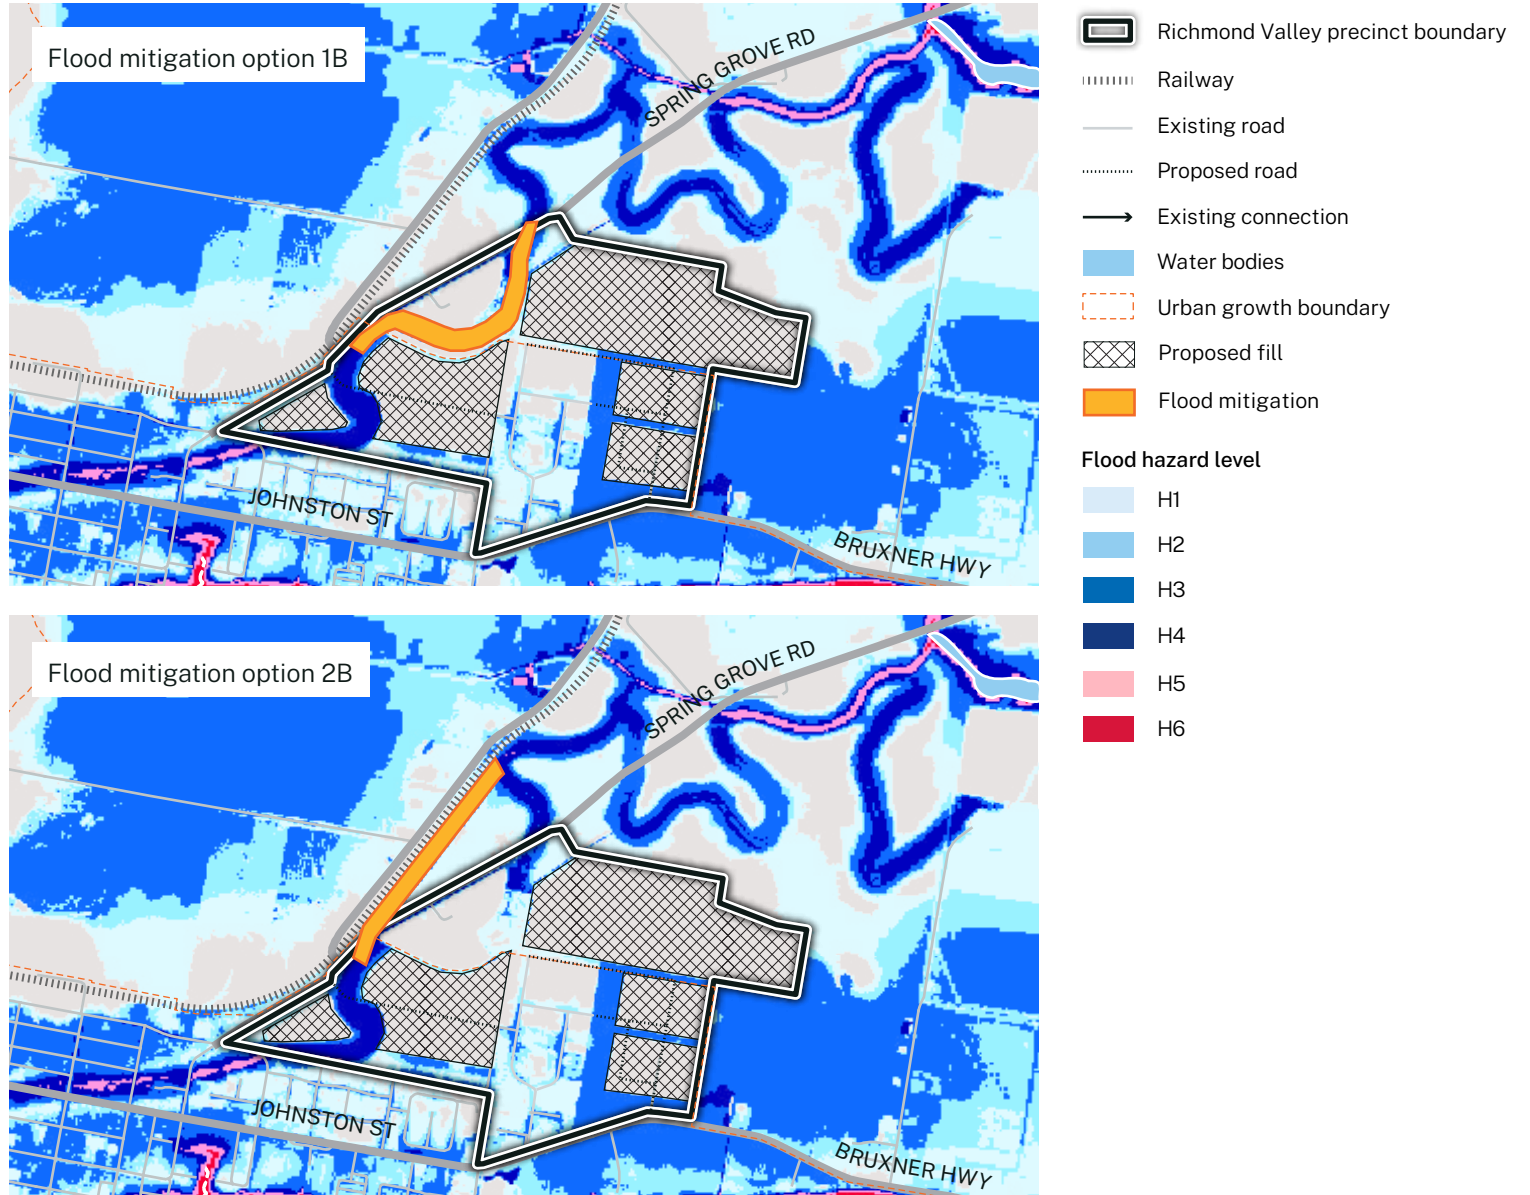 Flood mitigation option 1B
SPRING GROVE RD
JOHNSTON ST
BRUXNER HWY
Flood mitigation option 2B
SPRING GROVE RD
JOHNSTON ST
BRUXNER HWY
Richmond Valley precinct boundary
Railway
Existing road
Proposed road
Existing connection
Water bodies
Urban growth boundary
Proposed fill
Flood mitigation
Flood hazard level
H1
H2
H3
H4
H5
H6